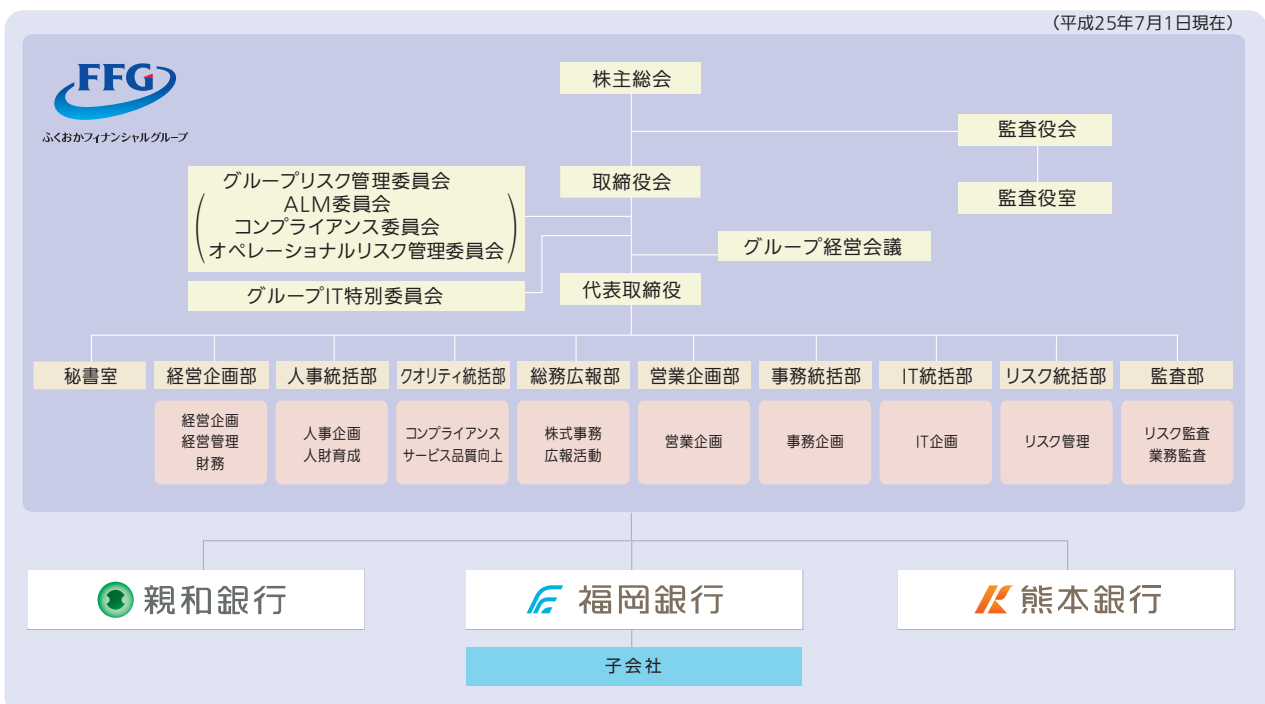 (平成25年7月1日現在)
FFG
ふくおかフィナンシャルグループ
株主総会
監査役会
監査役室
取締役会
グループリスク管理委員会
ALM委員会
コンプライアンス委員会
オペレーショナルリスク管理委員会
グループ経営会議
グループIT特別委員会
代表取締役
秘書室
経営企画部
人事統括部
クオリティ統括部
総務広報部
営業企画部
事務統括部
IT統括部
リスク統括部
監査部
経営企画
経営管理
財務
人事企画
人財育成
コンプライアンス
サービス品質向上
株式事務
広報活動
営業企画
事務企画
IT企画
リスク管理
リスク監査
業務監査
親和銀行
福岡銀行
熊本銀行
子会社